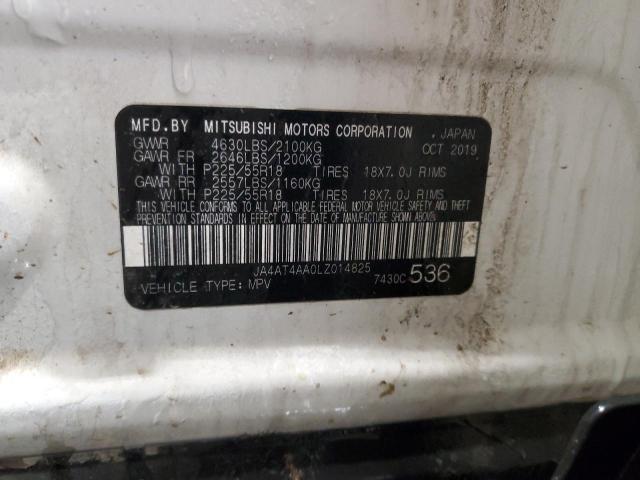 MFD.BY MITSUBISHI MOTORS CORPORATION , JAPAN
GVWR 4630LBS/2100KG OCT 2019
GAWR FR 2646LBS/1200KG
WITH P225/55R18 TIRES 18X7.0J RIMS
GAWR RR 2557LBS/1160KG
WITH P225/55R18 TIRES 18X7.0J RIMS
THIS VEHICLE CONFORMS TO ALL APPLICABLE FEDERAL MOTOR VEHICLE SAFETY, BUMPER, AND THEFT
PREVENTION STANDARDS IN EFFECT ON THE DATE OF MANUFACTURE SHOWN ABOVE.
JA4AT4AA0LZ014825
VEHICLE TYPE: MPV 7430C 536